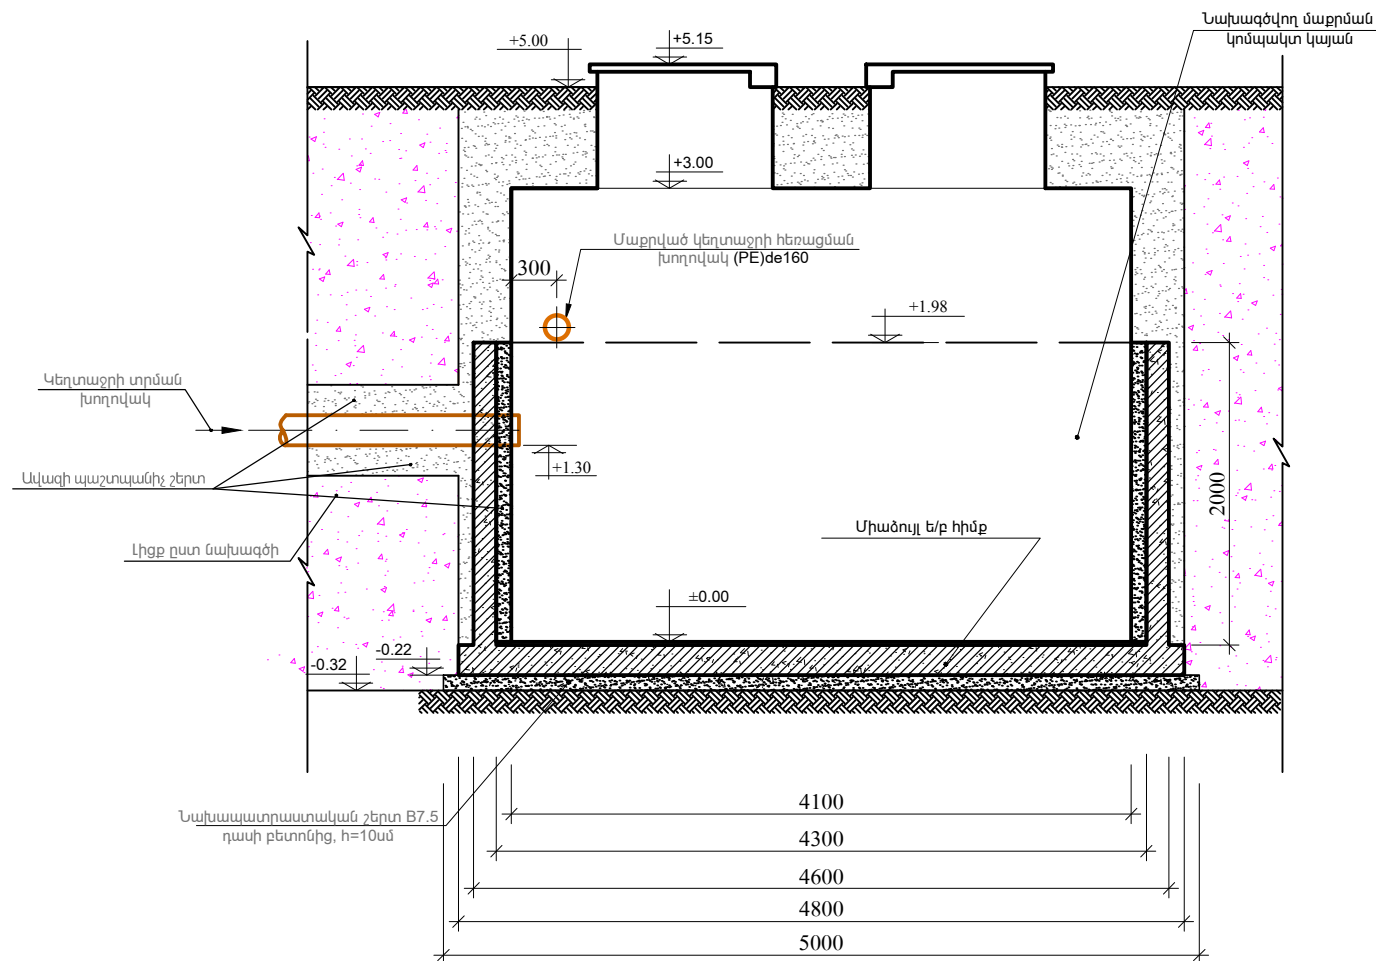 Նախագծվող մաքրման
կոմպակտ կայան
+5.00
+5.15
+3.00
Մաքրված կեղտաջրի հեռացման
խողովակ (PE)de160
300
+1.98
Կեղտաջրի տրման
խողովակ
+1.30
Ավազի պաշտպանիչ շերտ
2000
Միաձույլ ե/բ հիմք
Լիցք ըստ նախագծի
±0.00
-0.22
-0.32
Նախապատրաստական շերտ B7.5
դասի բետոնից, h=10սմ
4100
4300
4600
4800
5000